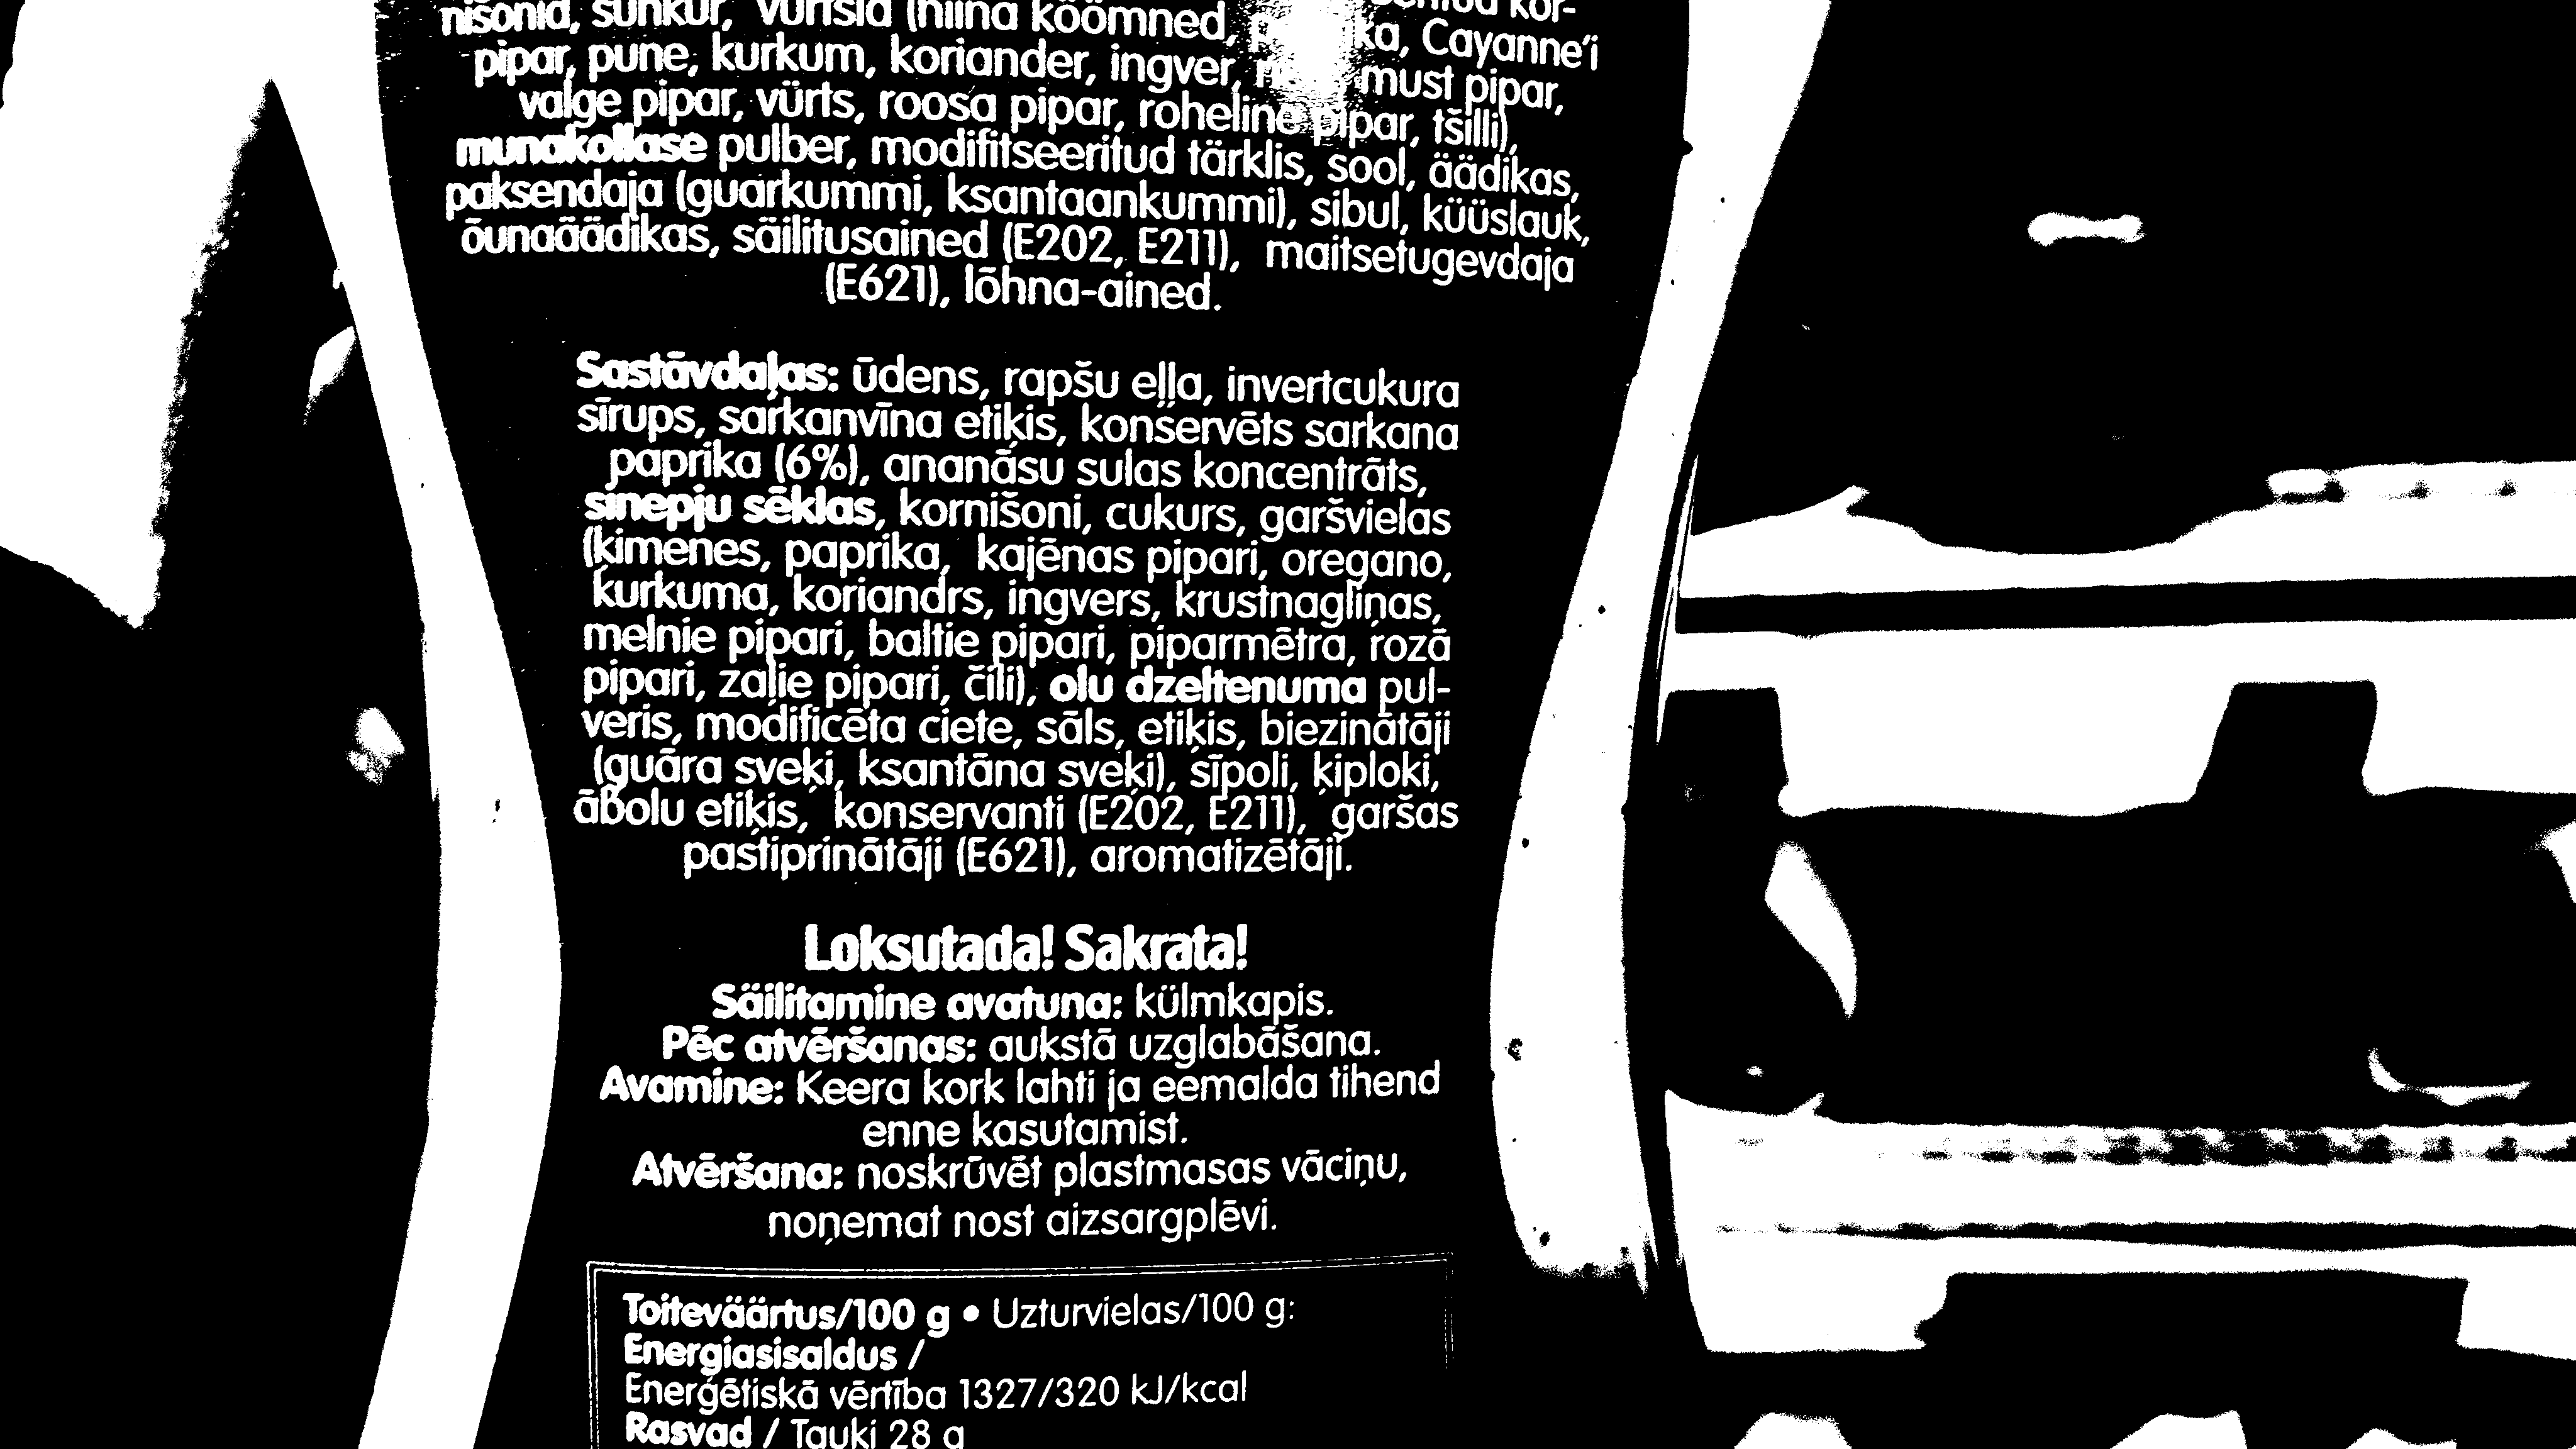 nišonid, suhkur, vürtsid (hiina köömned, Cayanne'i
pipar, pune, kurkum, koriander, ingver, must pipar,
valge pipar, vürts, roosa pipar, roheline pipar, tšilli),
munakollase pulber, modifitseeritud tärklis, sool, äädikas,
paksendaja (guarkummi, ksantaankummi), sibul, küüslauk,
õunaäädikas, säilitusained (E202, E211), maitsetugevdaja
(E621), lõhna-ained.
Sastāvdaļas: ūdens, rapšu eļļa, invertcukura
sīrups, sarkanvīna etiķis, konservēts sarkana
paprika (6%), ananāsu sulas koncentrāts,
sinepju sēklas, kornišoni, cukurs, garšvielas
(ķimenes, paprika, kajēnas pipari, oregano,
kurkuma, koriandrs, ingvers, krustnagliņas,
melnie pipari, baltie pipari, piparmētra, rozā
pipari, zaļie pipari, čili), olu dzeltenuma pul-
veris, modificēta ciete, sāls, etiķis, biezinātāji
(guāra sveķi, ksantāna sveķi), sīpoli, ķiploki,
ābolu etiķis, konservanti (E202, E211), garšas
pastiprinātāji (E621), aromatizētāji.
Loksutada! Sakrata!
Säilitamine avatuna: külmkapis.
Pēc atvēršanas: aukstā uzglabāšana.
Avamine: Keera kork lahti ja eemalda tihend
enne kasutamist.
Atvēršana: noskrūvēt plastmasas vāciņu,
noņemat nost aizsargplēvi.
Toiteväärtus/100 g • Uzturvielas/100 g:
Energiasisaldus /
Enerģētiskā vērtība 1327/320 kJ/kcal
Rasvad / Tauki 28 g